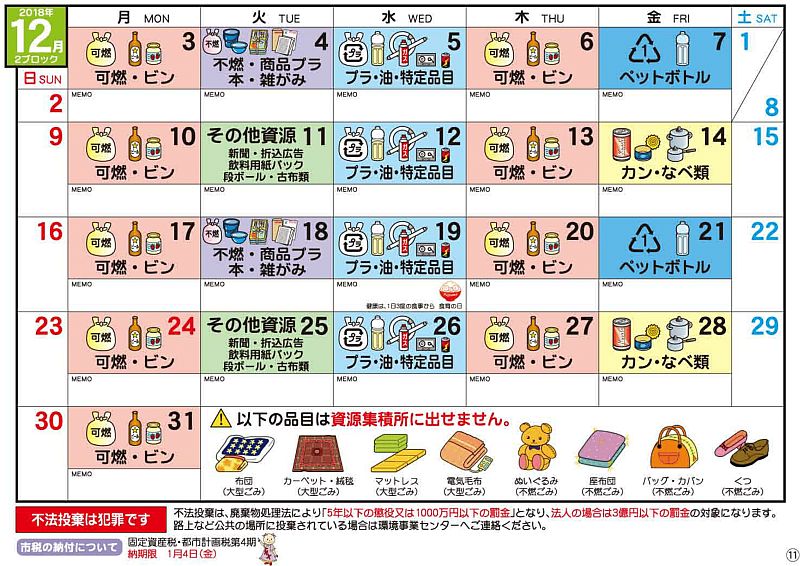 2018年
12月
2ブロック
月 MON
火 TUE
水 WED
木 THU
金 FRI
土 SAT
日 SUN
2
3
可燃
可燃・ビン
MEMO
4
不燃
不燃・商品プラ
本・雑がみ
MEMO
5
プラ
プラ・油・特定品目
MEMO
6
可燃
可燃・ビン
MEMO
7
1
ペットボトル
MEMO
1
8
9
10
可燃
可燃・ビン
MEMO
その他資源 11
新聞・折込広告
飲料用紙パック
段ボール・古布類
MEMO
12
プラ
プラ・油・特定品目
MEMO
13
可燃
可燃・ビン
MEMO
14
カン・なべ類
MEMO
15
16
17
可燃
可燃・ビン
MEMO
18
不燃
不燃・商品プラ
本・雑がみ
MEMO
19
プラ
プラ・油・特定品目
MEMO
健康は、1日3度の食事から 食育の日
20
可燃
可燃・ビン
MEMO
21
1
ペットボトル
MEMO
22
23
24
可燃
可燃・ビン
MEMO
その他資源 25
新聞・折込広告
飲料用紙パック
段ボール・古布類
MEMO
26
プラ
プラ・油・特定品目
MEMO
27
可燃
可燃・ビン
MEMO
28
カン・なべ類
MEMO
29
30
31
可燃
可燃・ビン
MEMO
以下の品目は資源集積所に出せません。
布団
(大型ごみ)
カーペット・絨毯
(大型ごみ)
マットレス
(大型ごみ)
電気毛布
(大型ごみ)
ぬいぐるみ
(不燃ごみ)
座布団
(不燃ごみ)
バッグ・カバン
(不燃ごみ)
くつ
(不燃ごみ)
不法投棄は犯罪です
不法投棄は、廃棄物処理法により「5年以下の懲役又は1000万円以下の罰金」となり、法人の場合は3億円以下の罰金の対象になります。
路上など公共の場所に投棄されている場合は環境事業センターへご連絡ください。
市税の納付について
固定資産税・都市計画税第4期
納期限 1月4日(金)
⑪